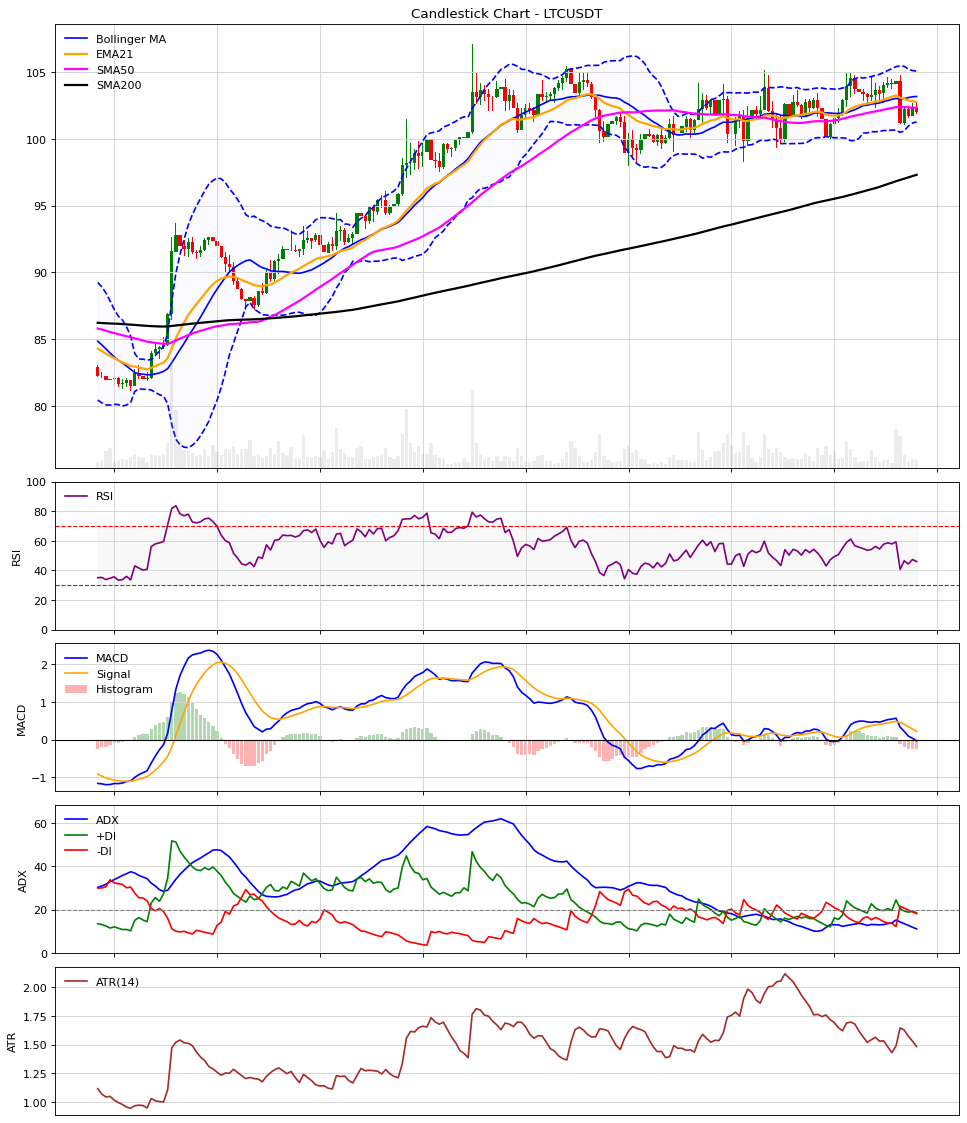 Candlestick Chart - LTCUSDT
Bollinger MA
EMA21
SMA50
SMA200
105
100
95
90
85
80
RSI
100
80
60
40
20
0
RSI
MACD
Signal
Histogram
2
1
0
−1
MACD
ADX
+DI
-DI
60
40
20
0
ADX
ATR(14)
2.00
1.75
1.50
1.25
1.00
ATR